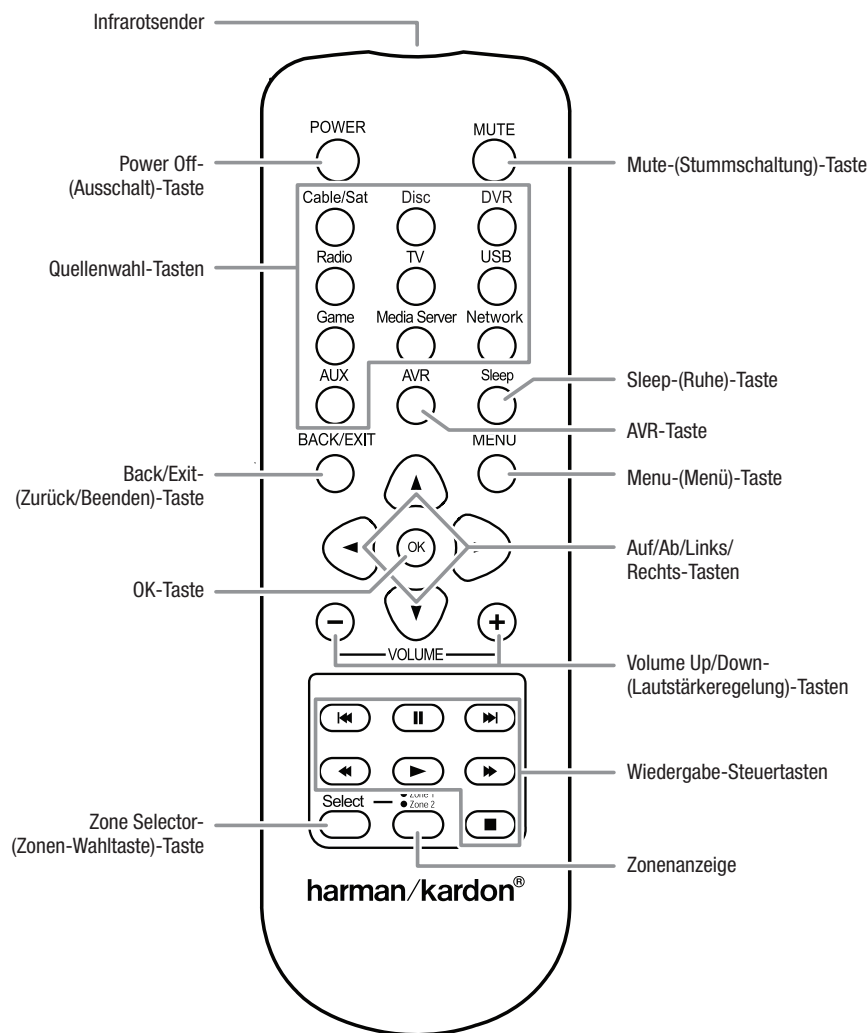 Infrarotsender
POWER
MUTE
Power Off-
(Ausschalt)-Taste
Mute-(Stummschaltung)-Taste
Cable/Sat
Disc
DVR
Quellenwahl-Tasten
Radio
TV
USB
Game
Media Server
Network
AUX
AVR
Sleep
Sleep-(Ruhe)-Taste
AVR-Taste
BACK/EXIT
MENU
Back/Exit-
(Zurück/Beenden)-Taste
Menu-(Menü)-Taste
OK
Auf/Ab/Links/
Rechts-Tasten
OK-Taste
VOLUME
Volume Up/Down-
(Lautstärkeregelung)-Tasten
Wiedergabe-Steuertasten
Select
Zone 1
Zone 2
Zone Selector-
(Zonen-Wahltaste)-Taste
Zonenanzeige
harman/kardon®